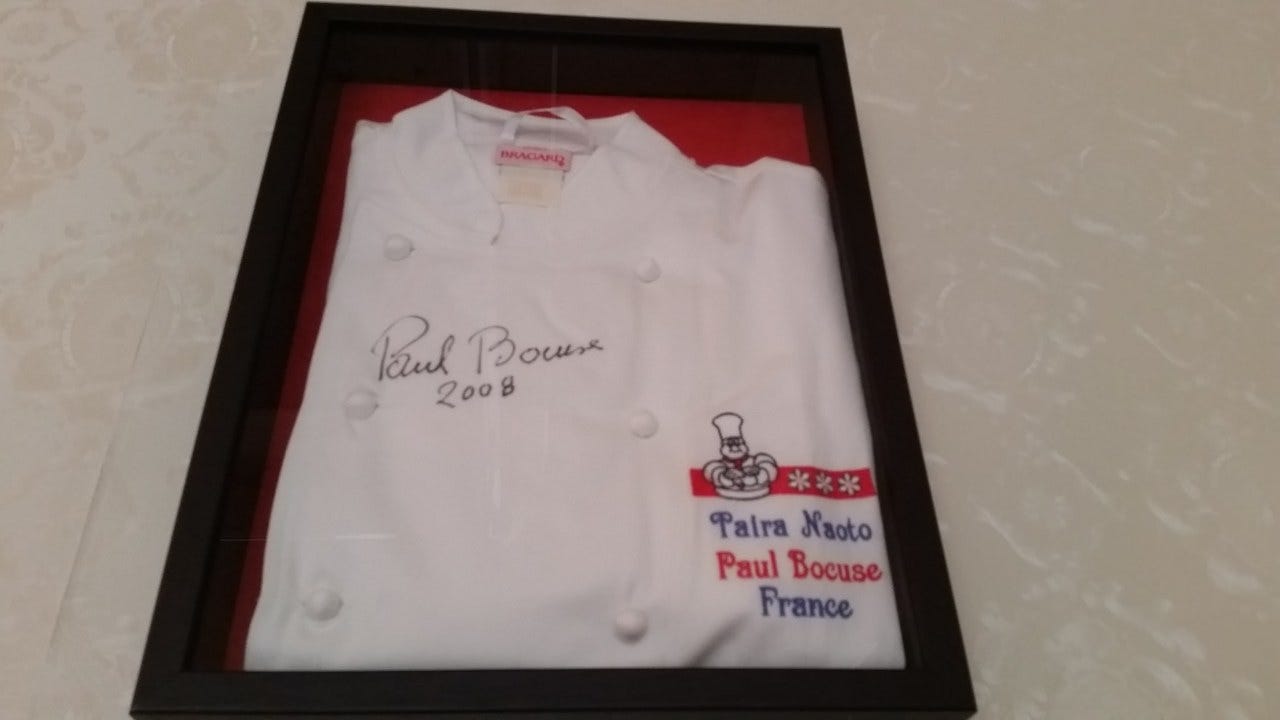 BRAGARD
Paul Bocuse
2008
Taira Naoto
Paul Bocuse
France